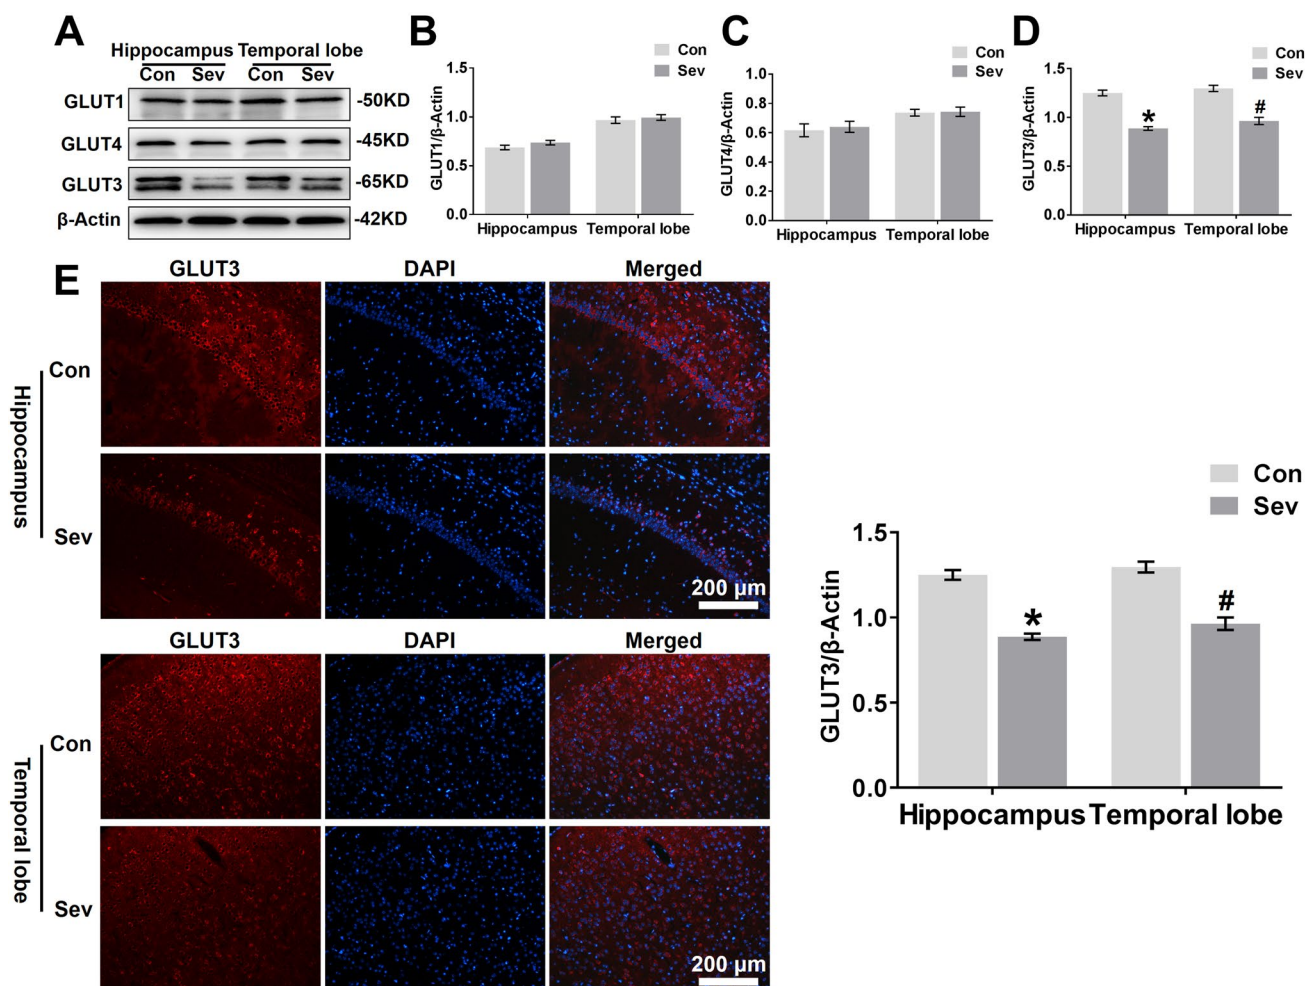 A
Hippocampus Temporal lobe
Con Sev Con Sev
GLUT1 -50KD
GLUT4 -45KD
GLUT3 -65KD
β-Actin -42KD
B
Con
Sev
GLUT1/β-Actin
1.5
1.0
0.5
0.0
Hippocampus Temporal lobe
C
Con
Sev
GLUT4/β-Actin
1.0
0.8
0.6
0.4
0.2
0.0
Hippocampus Temporal lobe
D
Con
Sev
GLUT3/β-Actin
1.5
1.0
0.5
0.0
* #
Hippocampus Temporal lobe
E
GLUT3 DAPI Merged
Hippocampus
Con
Sev
200 μm
GLUT3 DAPI Merged
Temporal lobe
Con
Sev
200 μm
Con
Sev
GLUT3/β-Actin
1.5
1.0
0.5
0.0
* #
Hippocampus Temporal lobe